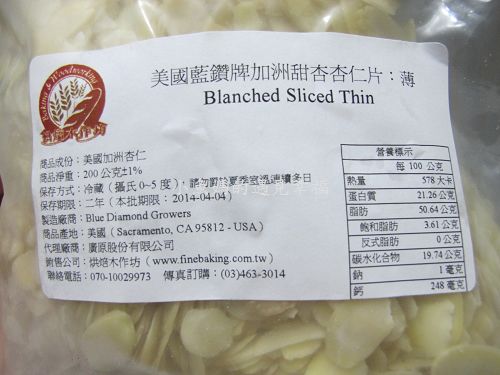 Baking & Woodworking
美國藍鑽牌加洲甜杏杏仁片：薄
Blanched Sliced Thin
商品成份：美國加洲杏仁
商品淨重：200 公克±1%
保存方式：冷藏（攝氏0~5 度），請勿置於夏季室溫連續多日
保存期限：二年（本批期限：2014-04-04）
製造廠商：Blue Diamond Growers
商品產地：美國（Sacramento, CA 95812 - USA）
代理廠商：廣原股份有限公司
銷售公司：烘焙木作坊（www.finebaking.com.tw）
聯絡電話：070-10029973 傳真訂購：(03)463-3014
營養標示
每 100 公克
熱量 578 大卡
蛋白質 21.26 公克
脂肪 50.64 公克
飽和脂肪 3.61 公克
反式脂肪 0 公克
碳水化合物 19.74 公克
鈉 1 毫克
鈣 248 毫克